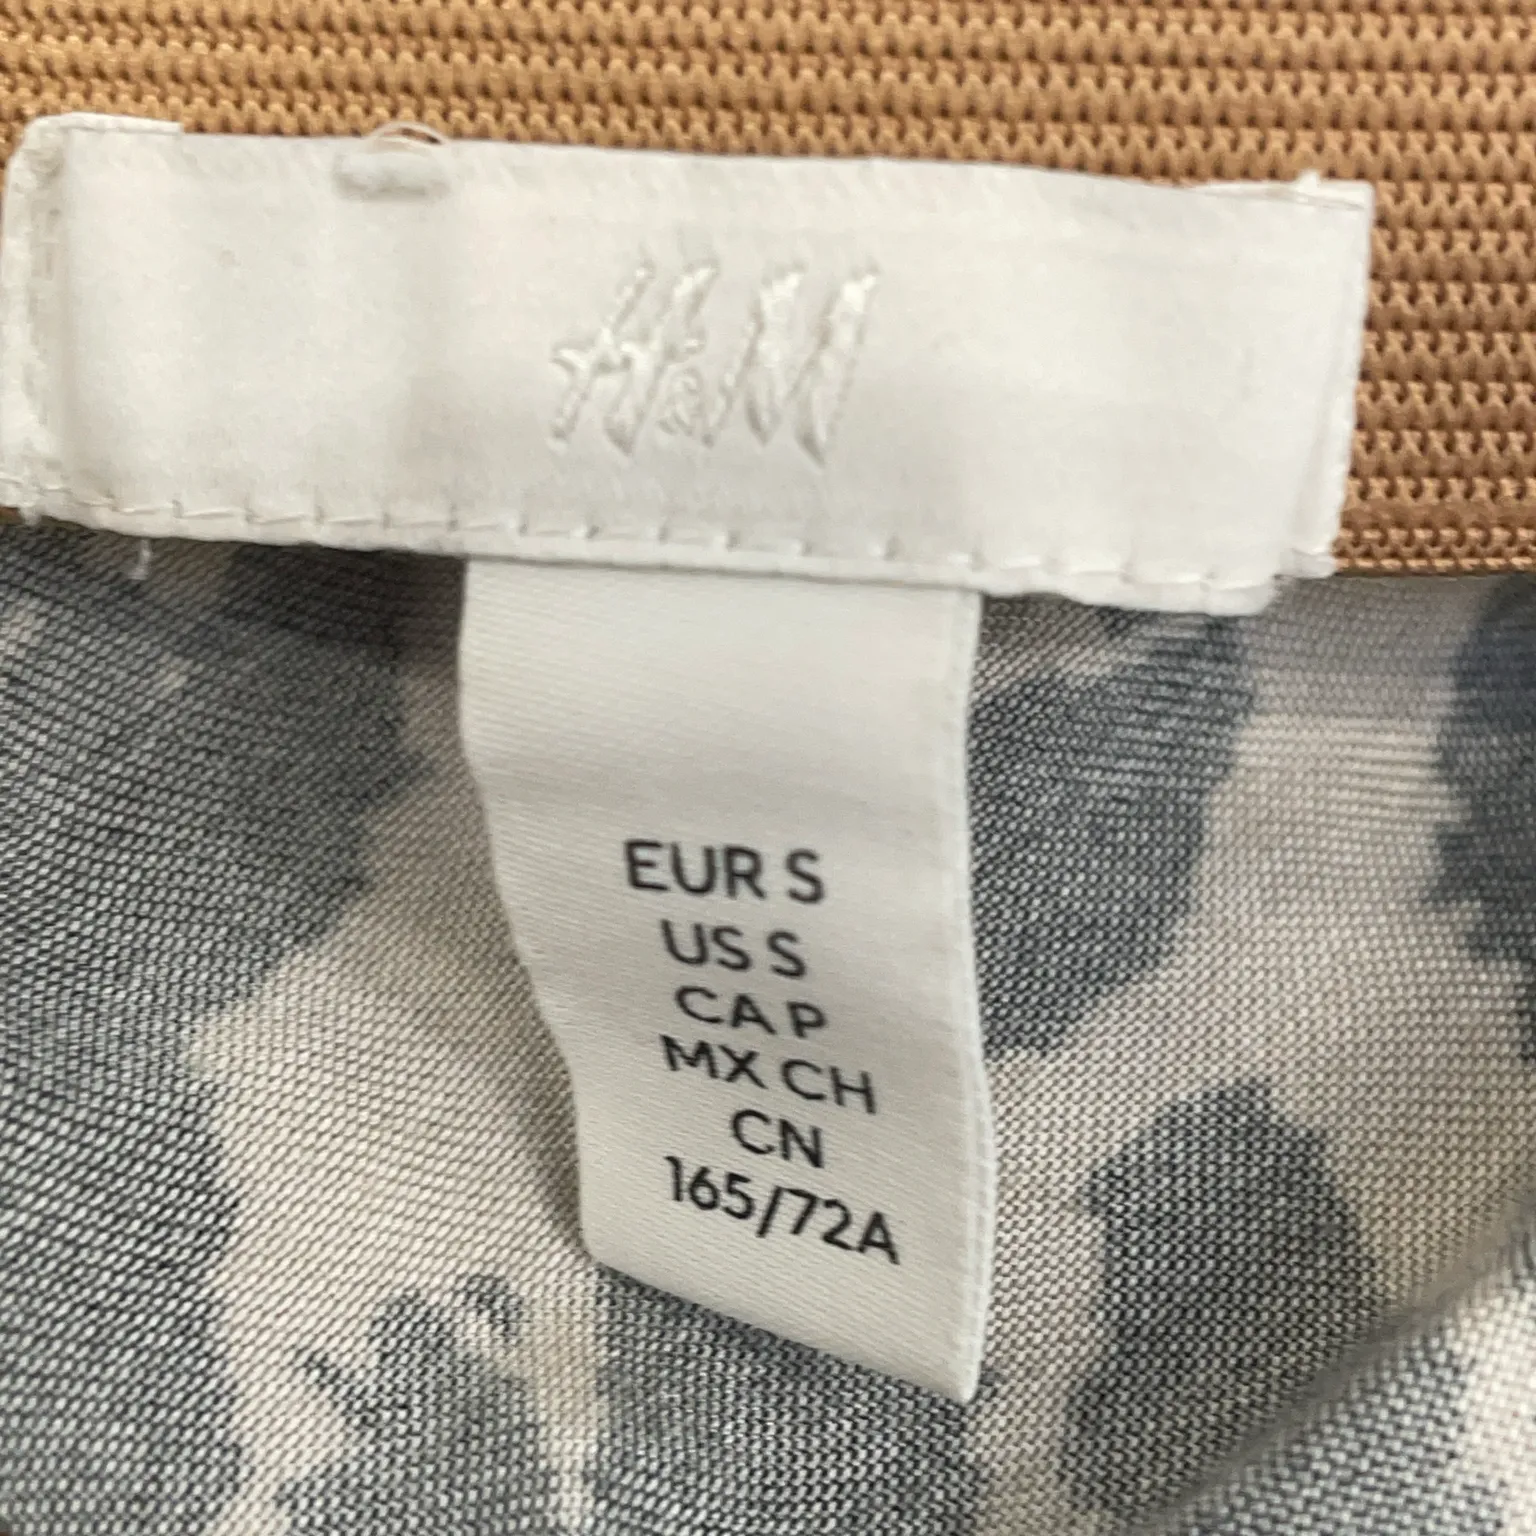 H&M
EUR S
US S
CA P
MX CH
CN
165/72A